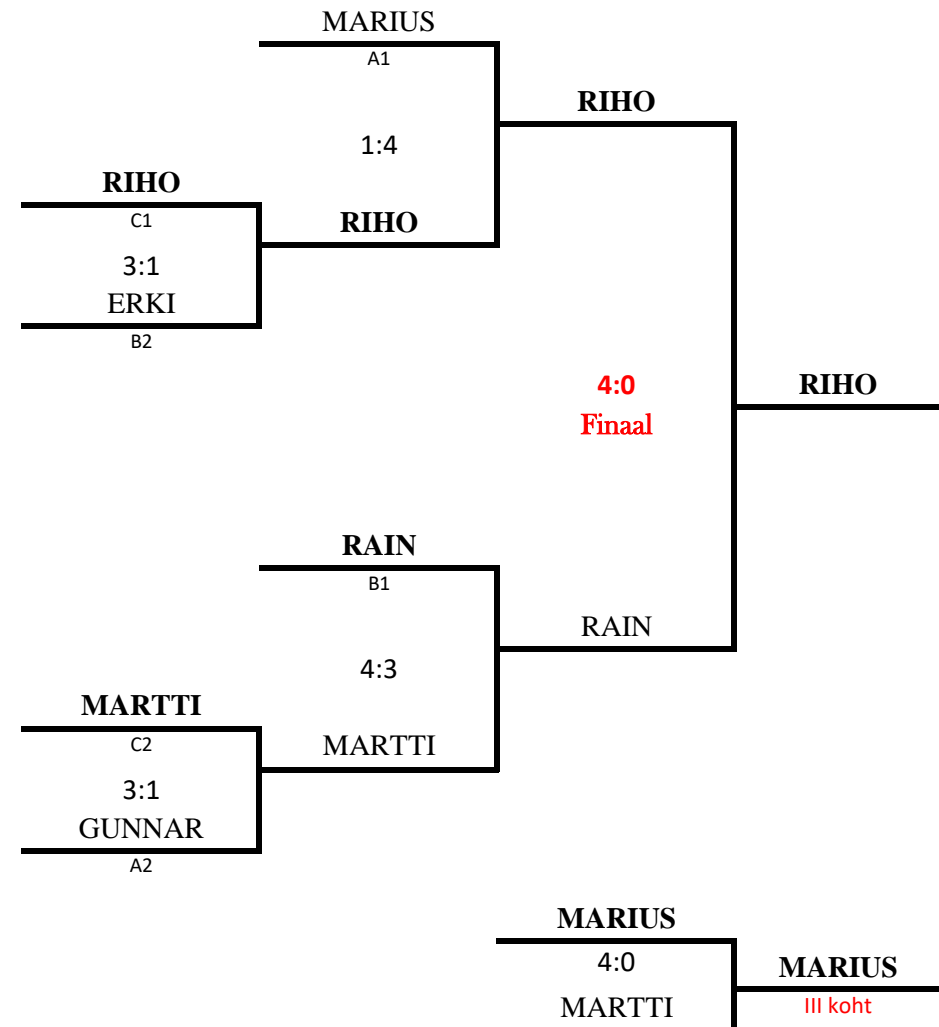 MARIUS
A1
RIHO
1:4
RIHO
C1
RIHO
3:1
ERKI
B2
4:0
RIHO
Finaal
RAIN
B1
RAIN
4:3
MARTTI
C2
MARTTI
3:1
GUNNAR
A2
MARIUS
4:0
MARIUS
MARTTI
III koht